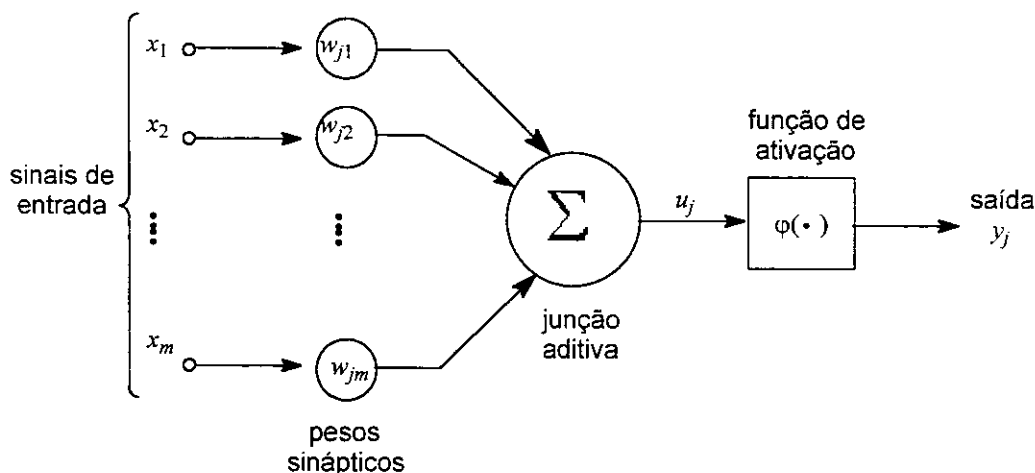 x1
wj1
x2
wj2
função de
ativação
sinais de
entrada
Σ
uj
φ(·)
saída
yj
junção
aditiva
xm
wjm
pesos
sinápticos